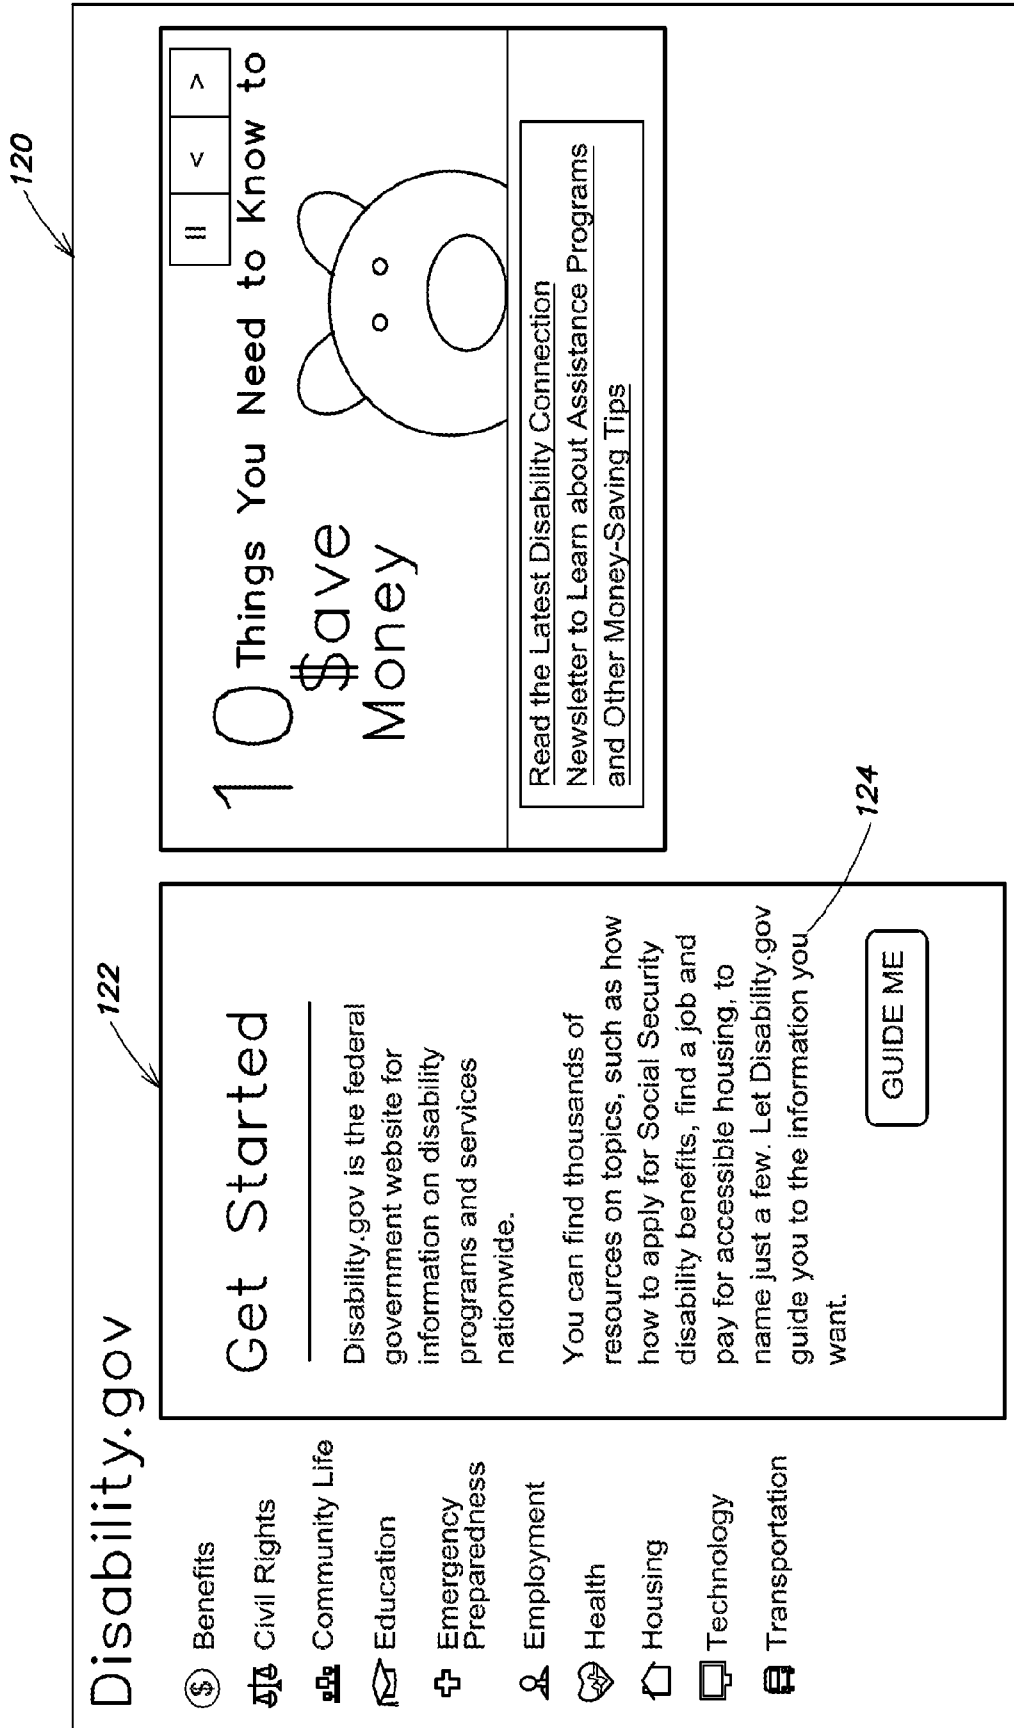 120
Disability.gov
122
$ Benefits
Civil Rights
Community Life
Education
Emergency
Preparedness
Employment
Health
Housing
Technology
Transportation
Get Started
Disability.gov is the federal
government website for
information on disability
programs and services
nationwide.
You can find thousands of
resources on topics, such as how
how to apply for Social Security
disability benefits, find a job and
pay for accessible housing, to
name just a few. Let Disability.gov
guide you to the information you
want.
124
GUIDE ME
|| < >
10 Things You Need to Know to
$ave
Money
Read the Latest Disability Connection
Newsletter to Learn about Assistance Programs
and Other Money-Saving Tips